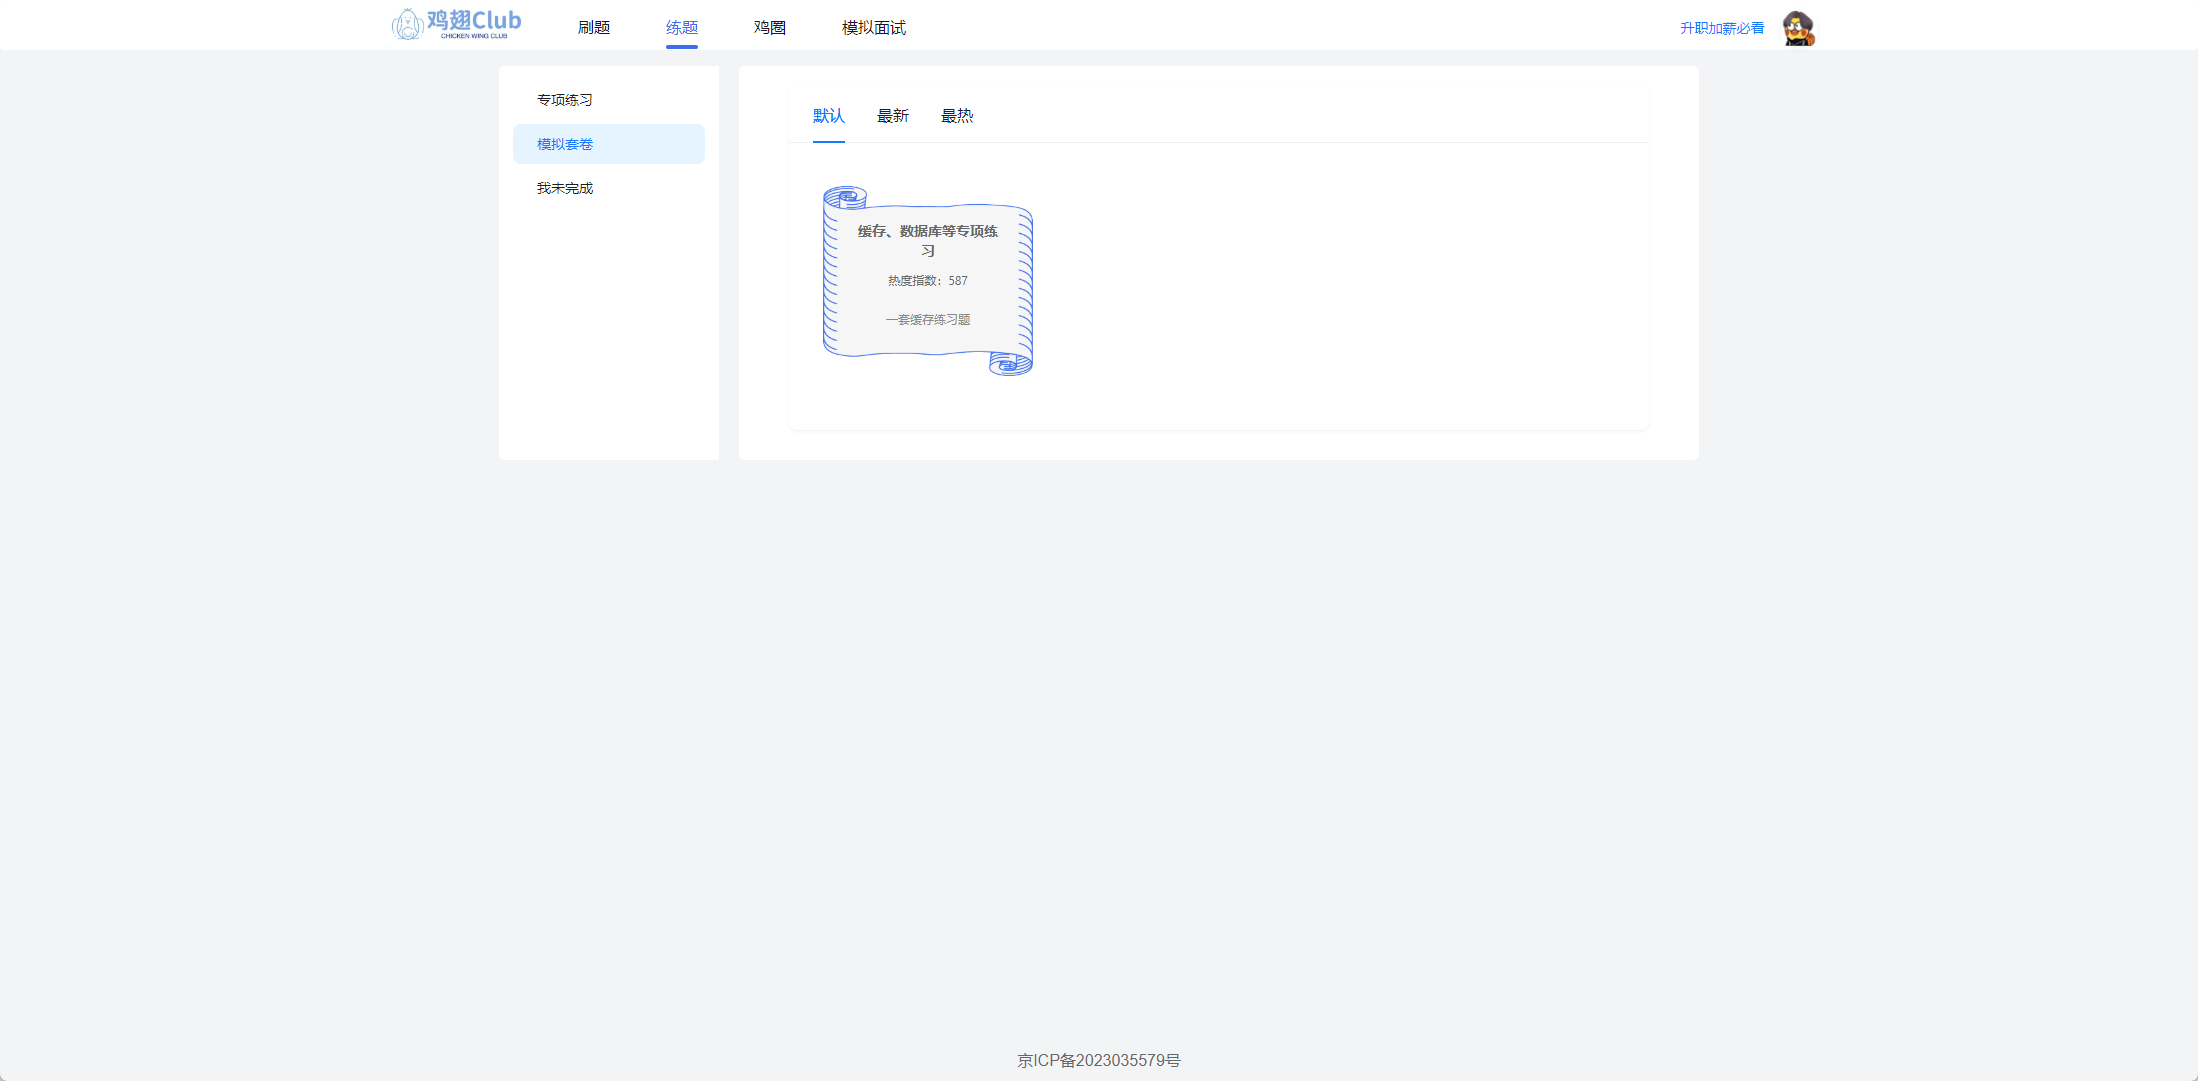 鸡翅Club
CHICKEN WING CLUB
刷题
练题
鸡圈
模拟面试
升职加薪必看
专项练习
模拟套卷
我未完成
默认
最新
最热
缓存、数据库等专项练
习
热度指数：587
一套缓存练习题
京ICP备2023035579号